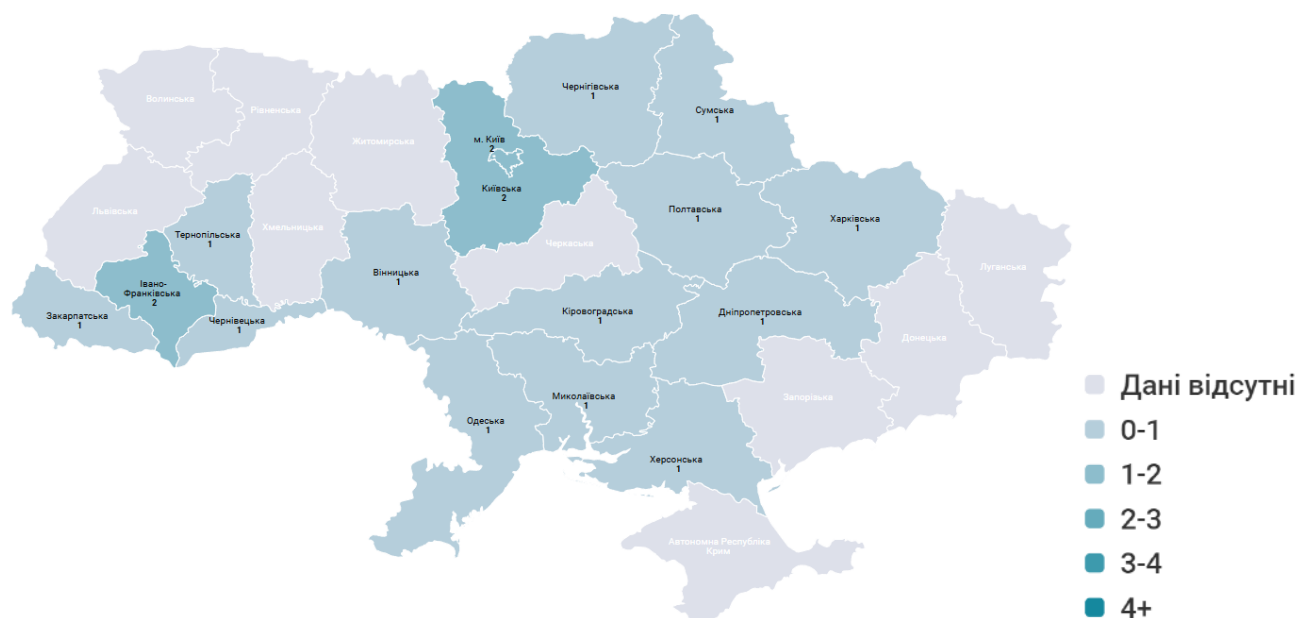 Чернігівська
1
Сумська
1
Волинська
Рівненська
Житомирська
м. Київ
2
Київська
2
Львівська
Тернопільська
1
Хмельницька
Полтавська
1
Харківська
1
Черкаська
Луганська
Вінницька
1
Івано-
Франківська
2
Закарпатська
1
Чернівецька
1
Кіровоградська
1
Дніпропетровська
1
Донецька
Миколаївська
1
Запорівька
Одеська
1
Херсонська
1
Автономна Республіка
Крим
Дані відсутні
0-1
1-2
2-3
3-4
4+